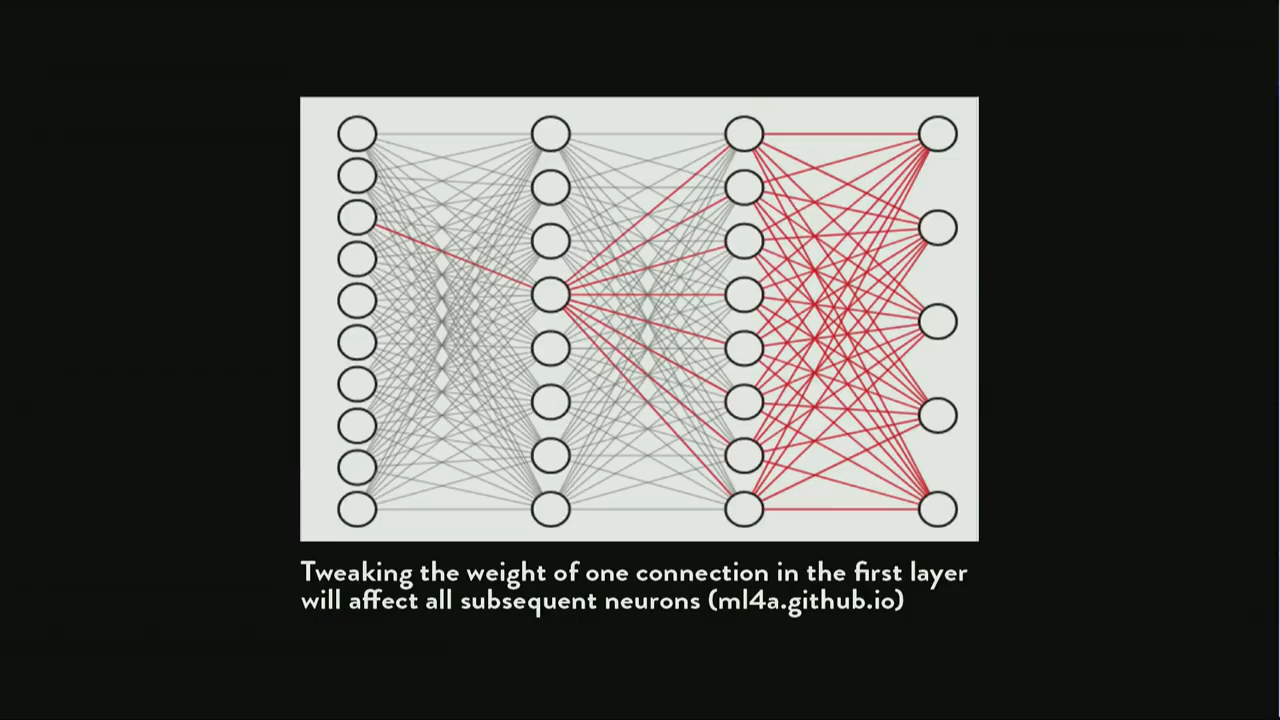 Tweaking the weight of one connection in the first layer
will affect all subsequent neurons (ml4a.github.io)